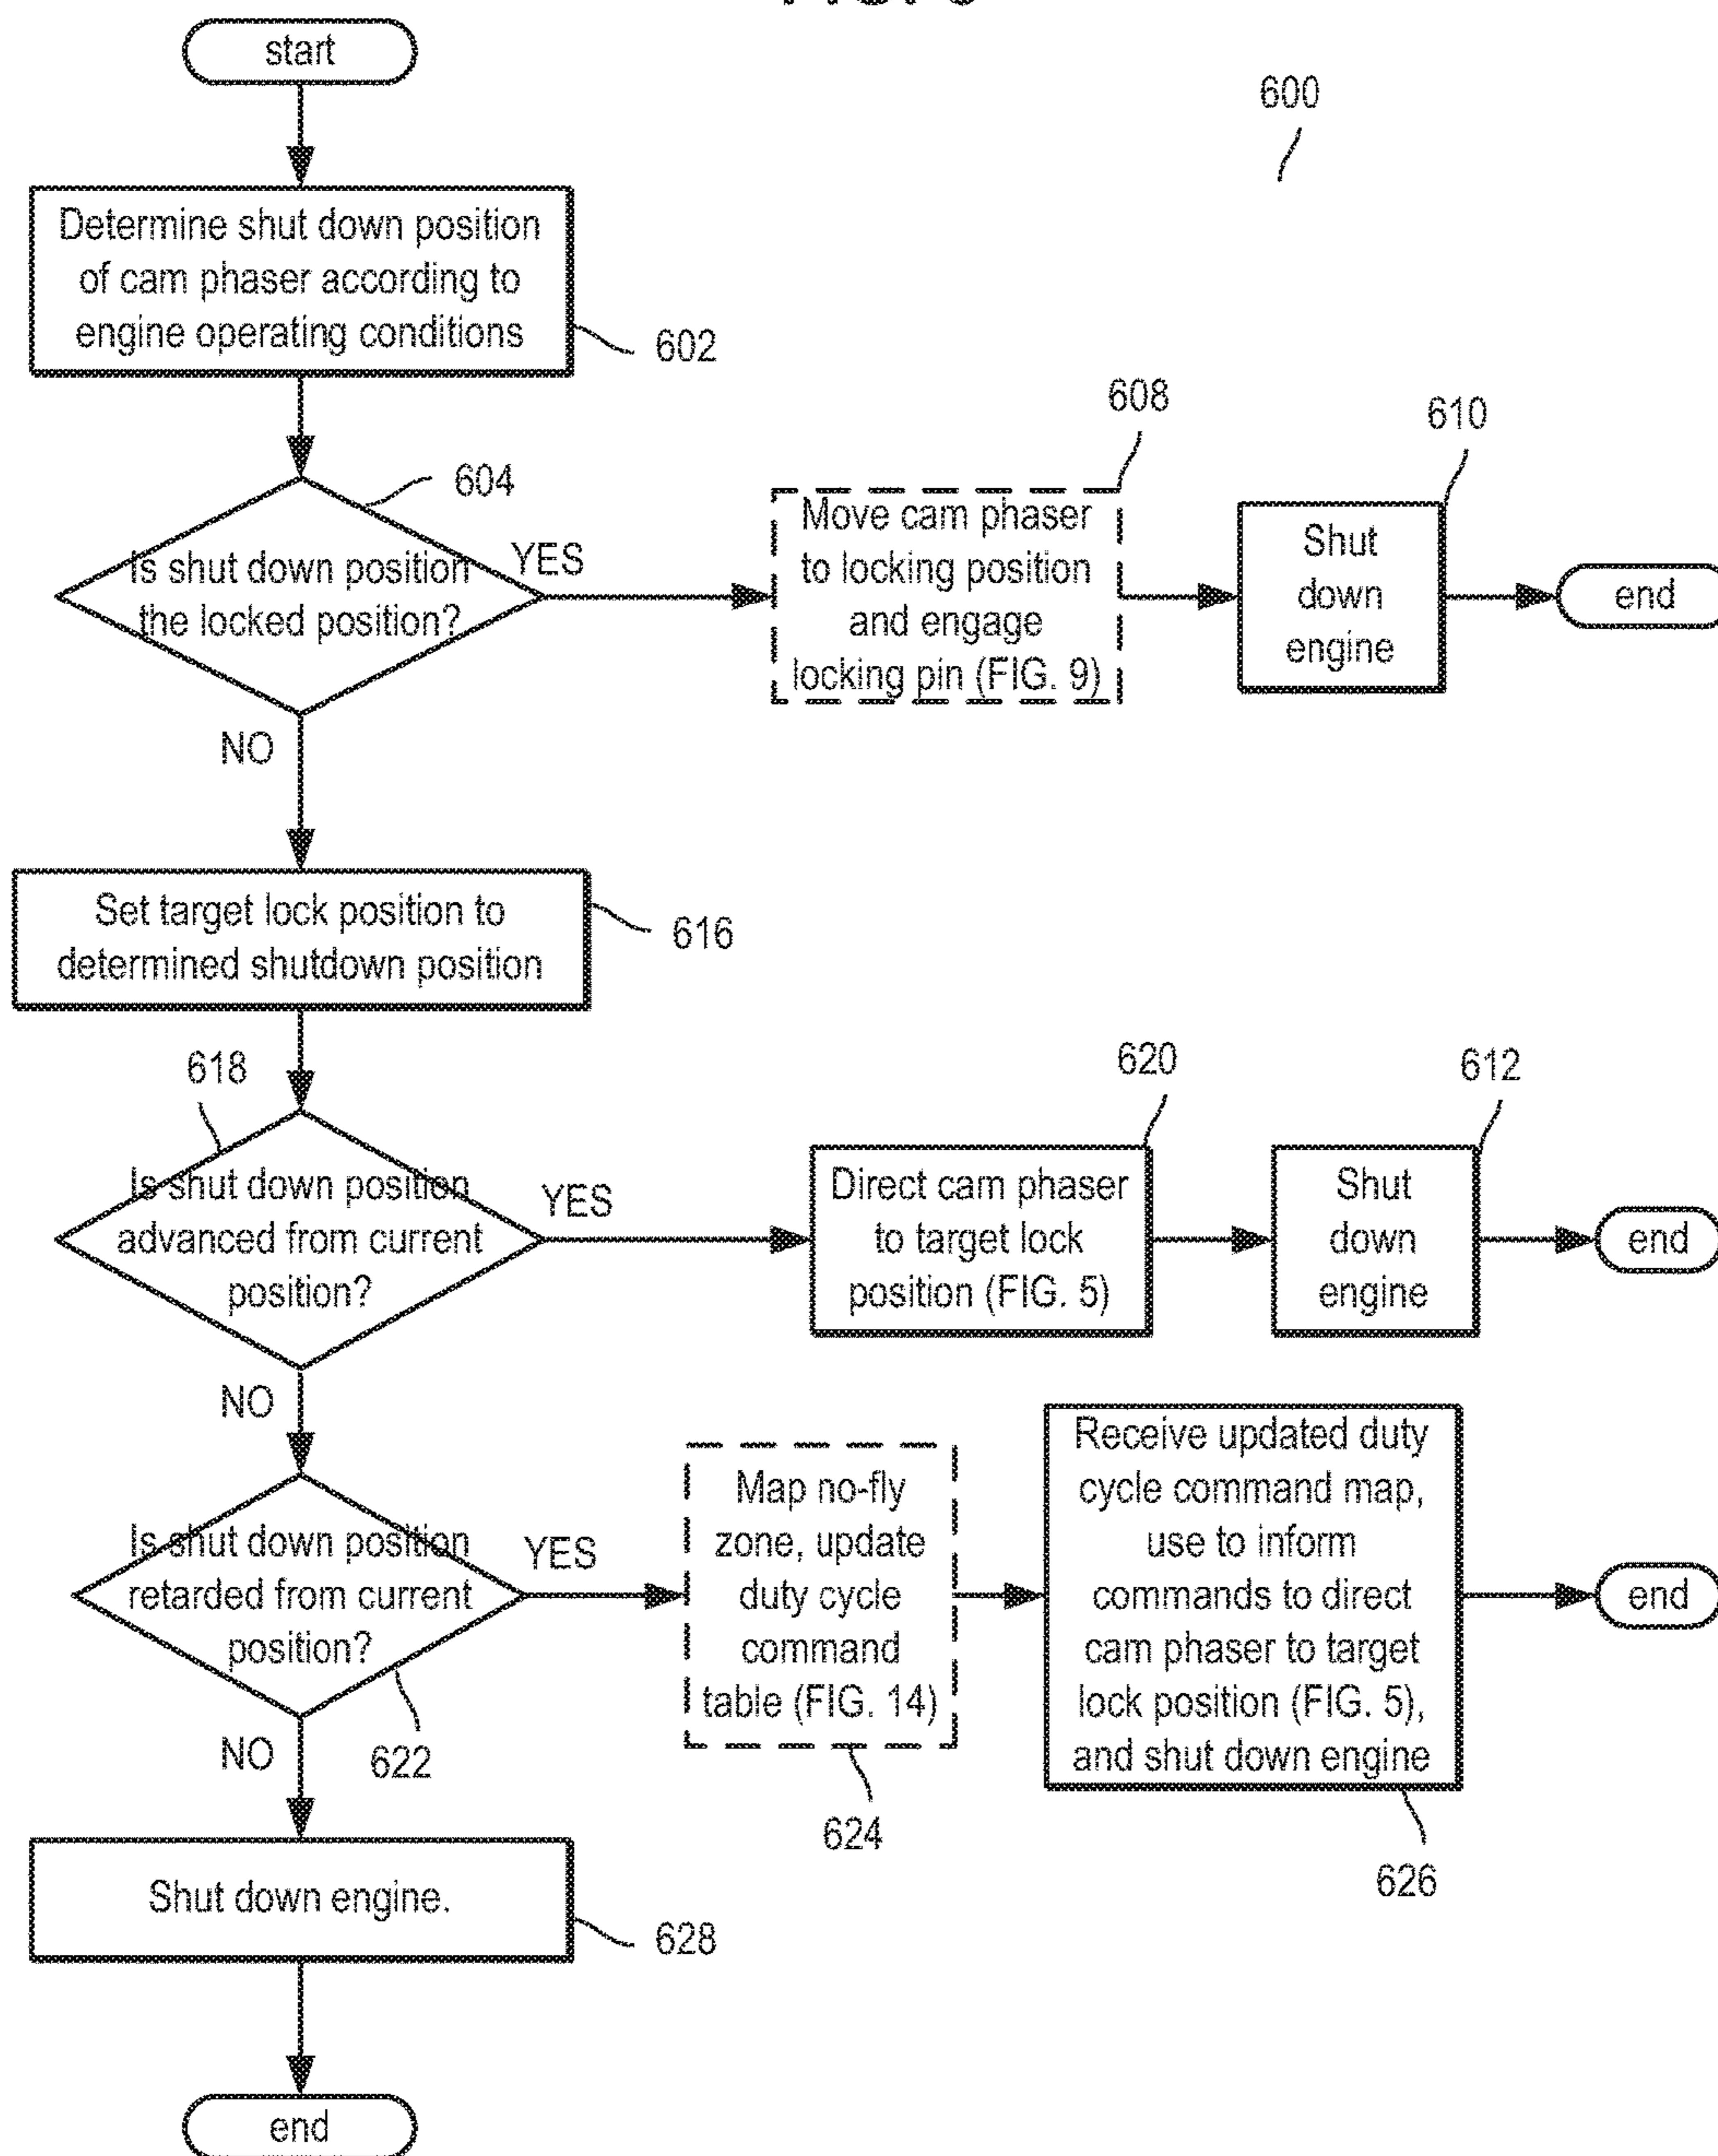 start
600
Determine shut down position
of cam phaser according to
engine operating conditions
602
604
Is shut down position
the locked position?
YES
608
Move cam phaser
to locking position
and engage
locking pin (FIG. 9)
610
Shut
down
engine
end
NO
Set target lock position to
determined shutdown position
616
618
Is shut down position
advanced from current
position?
YES
620
Direct cam phaser
to target lock
position (FIG. 5)
612
Shut
down
engine
end
NO
Is shut down position
retarded from current
position?
622
YES
Map no-fly
zone, update
duty cycle
command
table (FIG. 14)
624
Receive updated duty
cycle command map,
use to inform
commands to direct
cam phaser to target
lock position (FIG. 5),
and shut down engine
626
end
NO
Shut down engine.
628
end